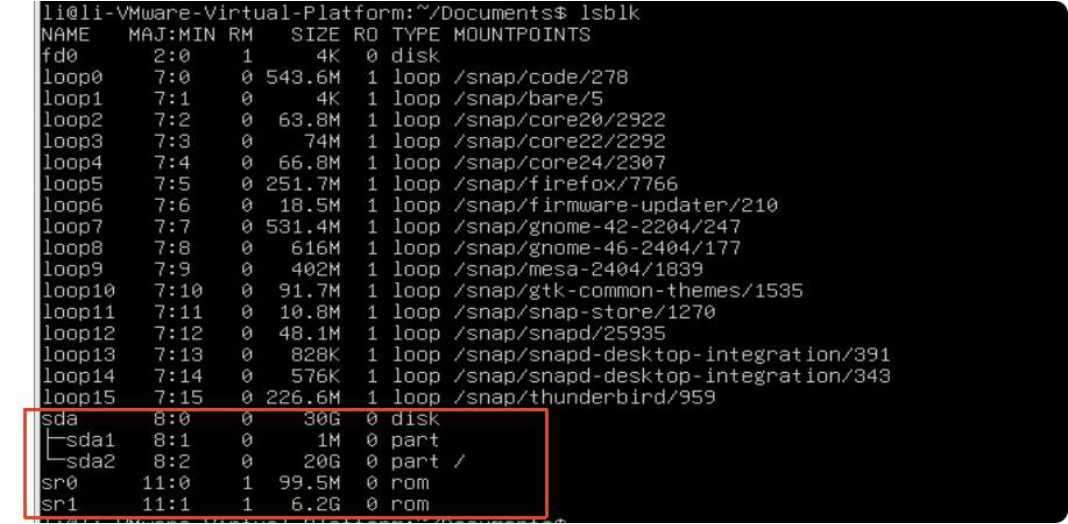 li@li-VMware-Virtual-Platform:~/Documents$ lsblk
NAME   MAJ:MIN RM   SIZE RO TYPE MOUNTPOINTS
fd0      2:0    1     4K  0 disk
loop0    7:0    0 543.6M  1 loop /snap/code/278
loop1    7:1    0     4K  1 loop /snap/bare/5
loop2    7:2    0  63.8M  1 loop /snap/core20/2922
loop3    7:3    0    74M  1 loop /snap/core22/2292
loop4    7:4    0  66.8M  1 loop /snap/core24/2307
loop5    7:5    0 251.7M  1 loop /snap/firefox/7766
loop6    7:6    0  18.5M  1 loop /snap/firmware-updater/210
loop7    7:7    0 531.4M  1 loop /snap/gnome-42-2204/247
loop8    7:8    0   616M  1 loop /snap/gnome-46-2404/177
loop9    7:9    0   402M  1 loop /snap/mesa-2404/1839
loop10   7:10   0  91.7M  1 loop /snap/gtk-common-themes/1535
loop11   7:11   0  10.8M  1 loop /snap/snap-store/1270
loop12   7:12   0  48.1M  1 loop /snap/snapd/25935
loop13   7:13   0   828K  1 loop /snap/snapd-desktop-integration/391
loop14   7:14   0   576K  1 loop /snap/snapd-desktop-integration/343
loop15   7:15   0 226.6M  1 loop /snap/thunderbird/959
sda      8:0    0    30G  0 disk
├─sda1   8:1    0     1M  0 part
└─sda2   8:2    0    20G  0 part /
sr0     11:0    1  99.5M  0 rom
sr1     11:1    1   6.2G  0 rom
li@li-VMware-Virtual-Platform:~/Documents$